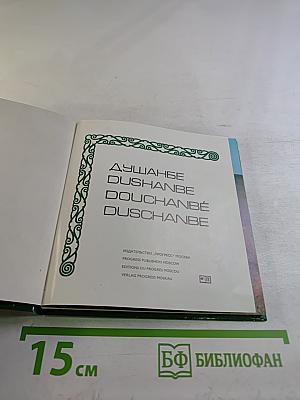 ДУШАНБЕ
DUSHANBE
DOUCHANBÉ
DUSCHANBE
ИЗДАТЕЛЬСТВО „ПРОГРЕСС" МОСКВА
PROGRESS PUBLISHERS MOSCOW
EDITIONS DU PROGRES MOSCOU
VERLAG PROGRESS MOSKAU
15 см
БФ БИБЛИОФАН